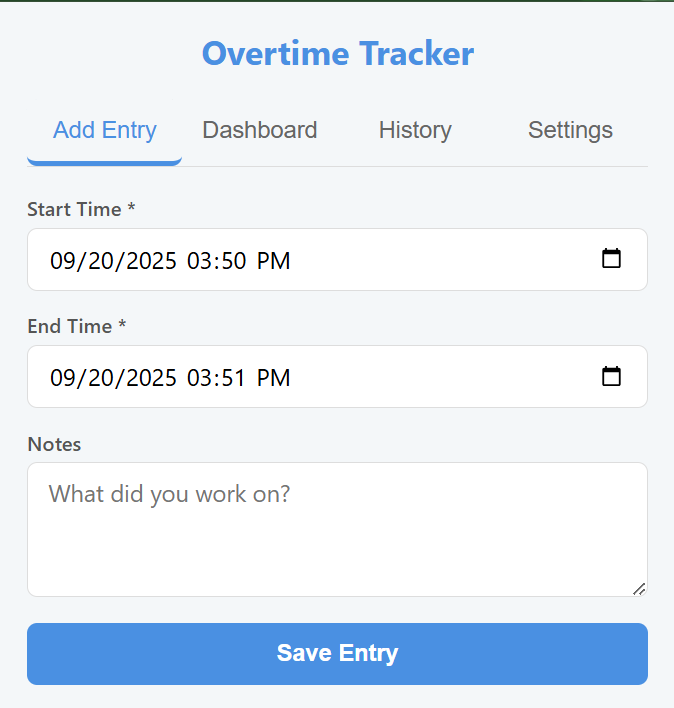 Overtime Tracker
Add Entry Dashboard History Settings
Start Time *
09/20/2025 03:50 PM
End Time *
09/20/2025 03:51 PM
Notes
What did you work on?
Save Entry